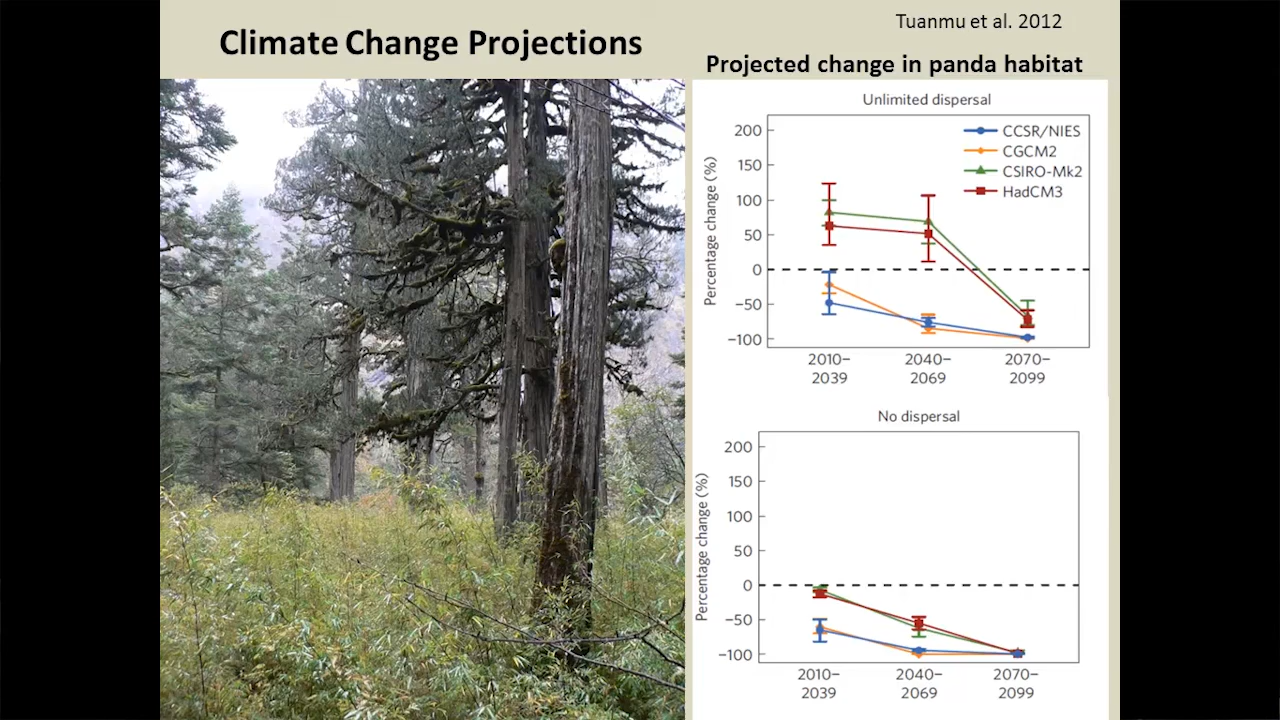 Climate Change Projections
Tuanmu et al. 2012
Projected change in panda habitat
Unlimited dispersal
Percentage change (%)
200
150
100
50
0
−50
−100
CCSR/NIES
CGCM2
CSIRO-Mk2
HadCM3
2010–
2039
2040–
2069
2070–
2099
No dispersal
Percentage change (%)
200
150
100
50
0
−50
−100
2010–
2039
2040–
2069
2070–
2099